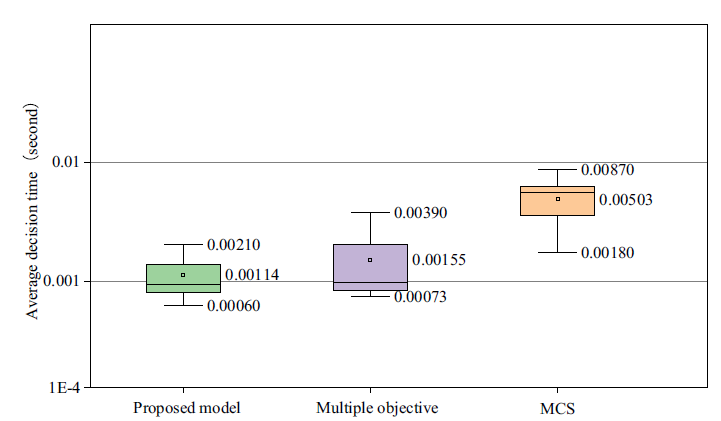 Average decision time（second）
0.01
0.001
1E-4
0.00210
0.00114
0.00060
0.00390
0.00155
0.00073
0.00870
0.00503
0.00180
Proposed model
Multiple objective
MCS